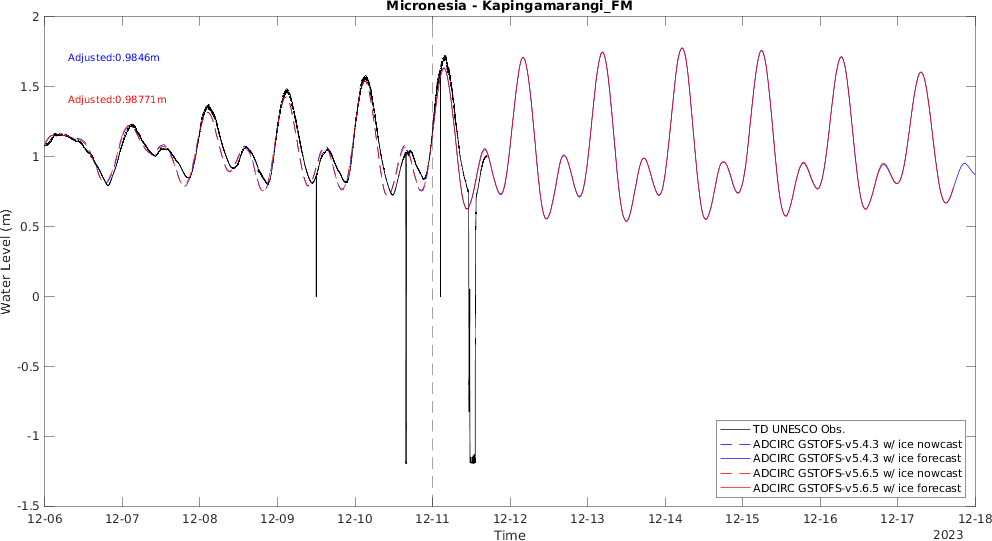 Micronesia - Kapingamarangi_FM
Water Level (m)
2
1.5
1
0.5
0
-0.5
-1
-1.5
Adjusted:0.9846m
Adjusted:0.98771m
TD UNESCO Obs.
ADCIRC GSTOFS-v5.4.3 w/ ice nowcast
ADCIRC GSTOFS-v5.4.3 w/ ice forecast
ADCIRC GSTOFS-v5.6.5 w/ ice nowcast
ADCIRC GSTOFS-v5.6.5 w/ ice forecast
12-06 12-07 12-08 12-09 12-10 12-11 12-12 12-13 12-14 12-15 12-16 12-17 12-18
Time
2023